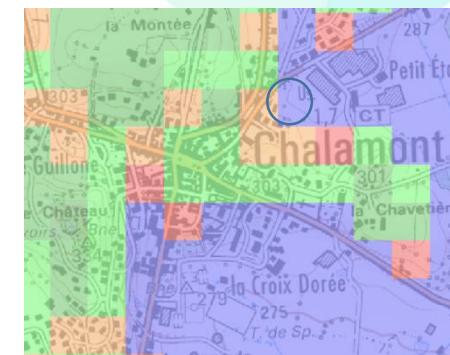 la Montée
287
Petit Ét
303
1,7
CT
Chalamont
Guillone
303
301
Château
la Chavetière
la Croix Dorée
279
275
T. de Sp.